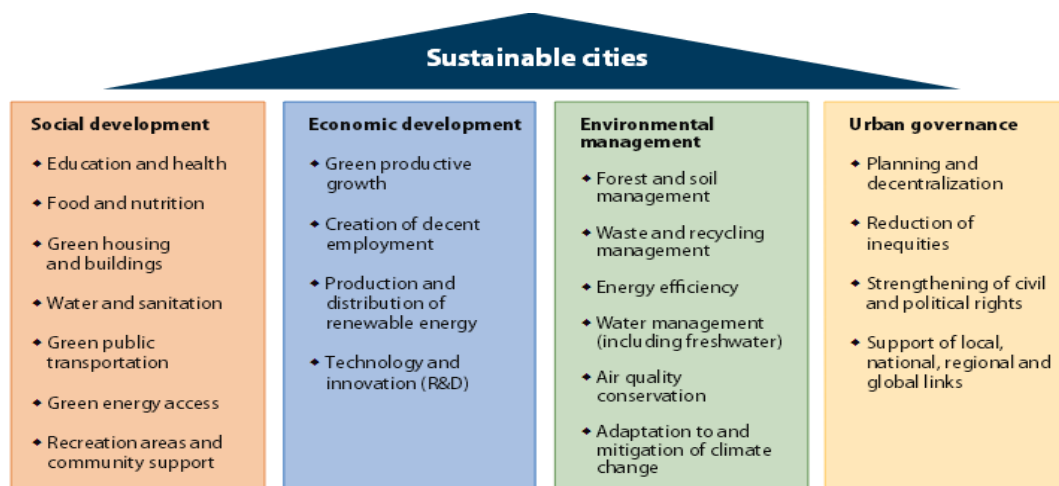 Sustainable cities
Social development
◆ Education and health
◆ Food and nutrition
◆ Green housing
and buildings
◆ Water and sanitation
◆ Green public
transportation
◆ Green energy access
◆ Recreation areas and
community support
Economic development
◆ Green productive
growth
◆ Creation of decent
employment
◆ Production and
distribution of
renewable energy
◆ Technology and
innovation (R&D)
Environmental
management
◆ Forest and soil
management
◆ Waste and recycling
management
◆ Energy efficiency
◆ Water management
(including freshwater)
◆ Air quality
conservation
◆ Adaptation to and
mitigation of climate
change
Urban governance
◆ Planning and
decentralization
◆ Reduction of
inequities
◆ Strengthening of civil
and political rights
◆ Support of local,
national, regional and
global links